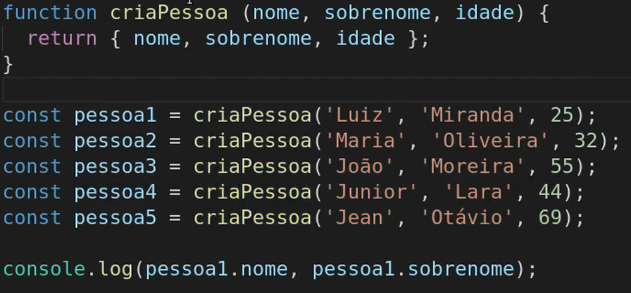 function criaPessoa (nome, sobrenome, idade) {
  return { nome, sobrenome, idade };
}
const pessoa1 = criaPessoa('Luiz', 'Miranda', 25);
const pessoa2 = criaPessoa('Maria', 'Oliveira', 32);
const pessoa3 = criaPessoa('João', 'Moreira', 55);
const pessoa4 = criaPessoa('Junior', 'Lara', 44);
const pessoa5 = criaPessoa('Jean', 'Otávio', 69);
console.log(pessoa1.nome, pessoa1.sobrenome);